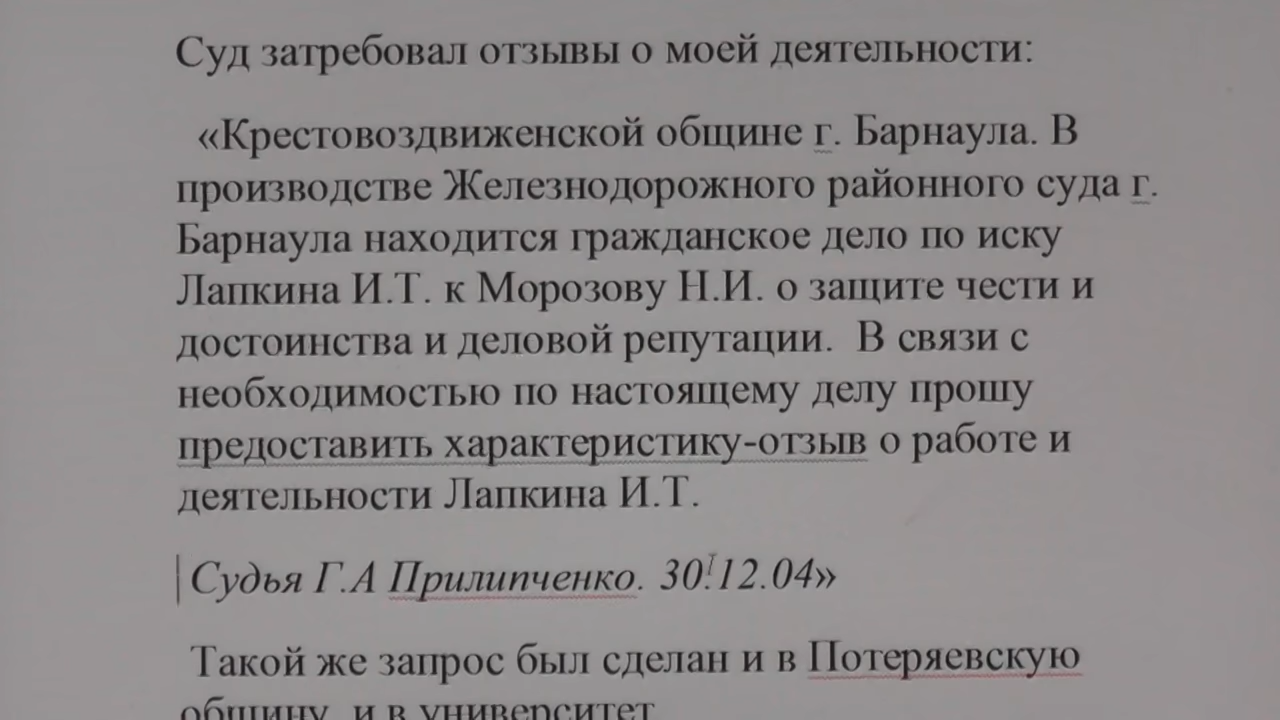 Суд затребовал отзывы о моей деятельности:
«Крестовоздвиженской общине г. Барнаула. В
производстве Железнодорожного районного суда г.
Барнаула находится гражданское дело по иску
Лапкина И.Т. к Морозову Н.И. о защите чести и
достоинства и деловой репутации. В связи с
необходимостью по настоящему делу прошу
предоставить характеристику-отзыв о работе и
деятельности Лапкина И.Т.
Судья Г.А Прилипченко. 30.12.04»
Такой же запрос был сделан и в Потеряевскую
общину, и в университет